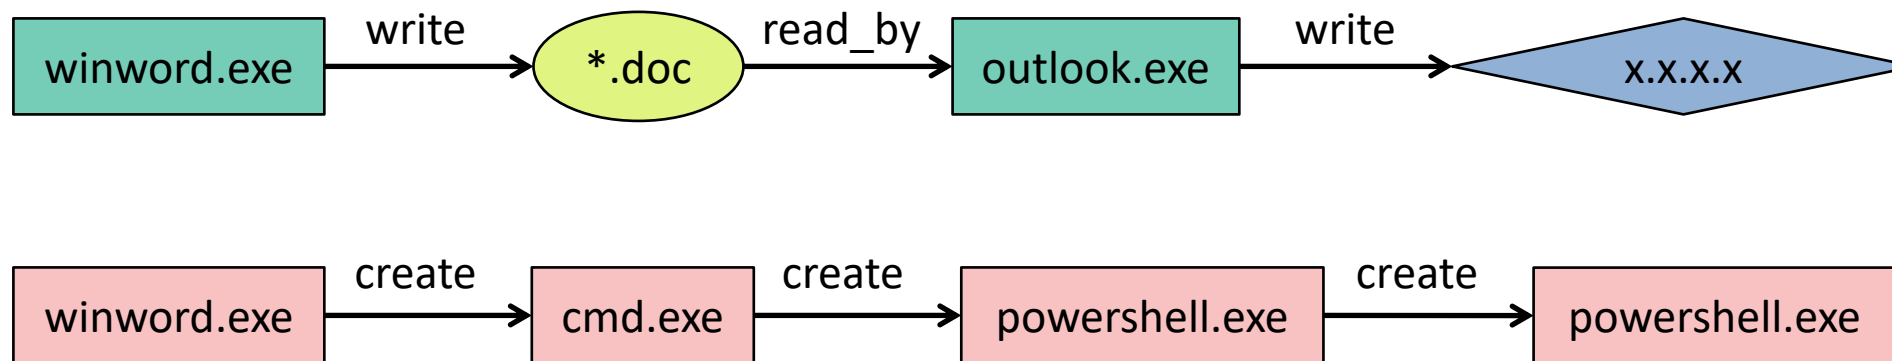 write read_by write
winword.exe *.doc outlook.exe x.x.x.x
create create create
winword.exe cmd.exe powershell.exe powershell.exe